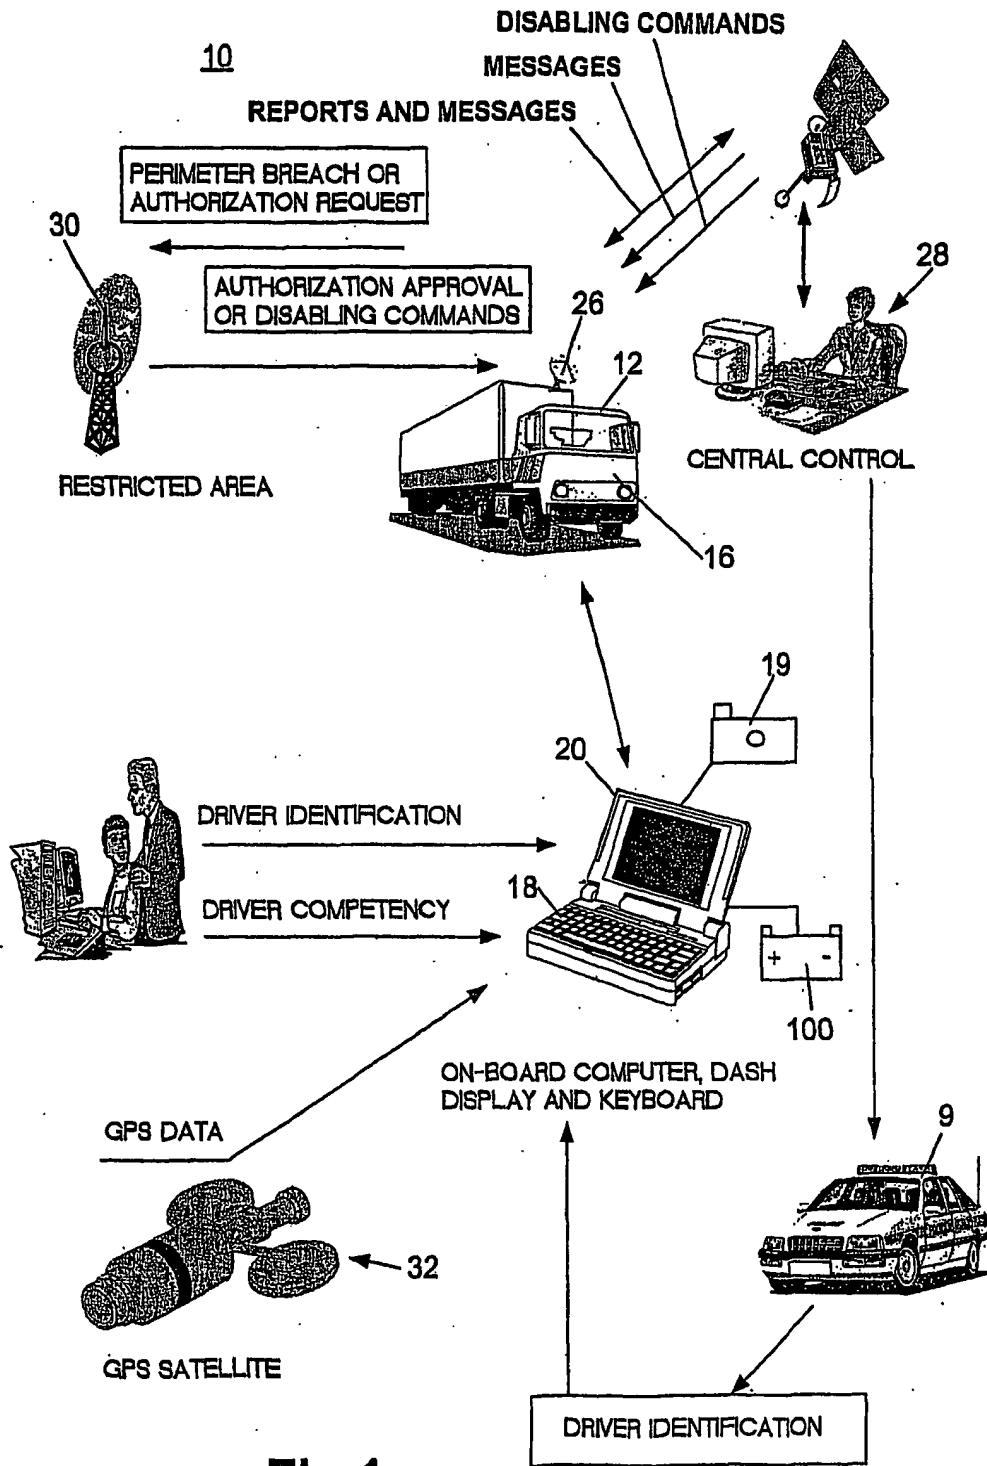 DISABLING COMMANDS
10
MESSAGES
REPORTS AND MESSAGES
PERIMETER BREACH OR
AUTHORIZATION REQUEST
30
AUTHORIZATION APPROVAL
OR DISABLING COMMANDS
28
26
12
CENTRAL CONTROL
RESTRICTED AREA
16
19
20
DRIVER IDENTIFICATION
18
DRIVER COMPETENCY
+ -
100
ON-BOARD COMPUTER, DASH
DISPLAY AND KEYBOARD
GPS DATA
9
32
GPS SATELLITE
DRIVER IDENTIFICATION